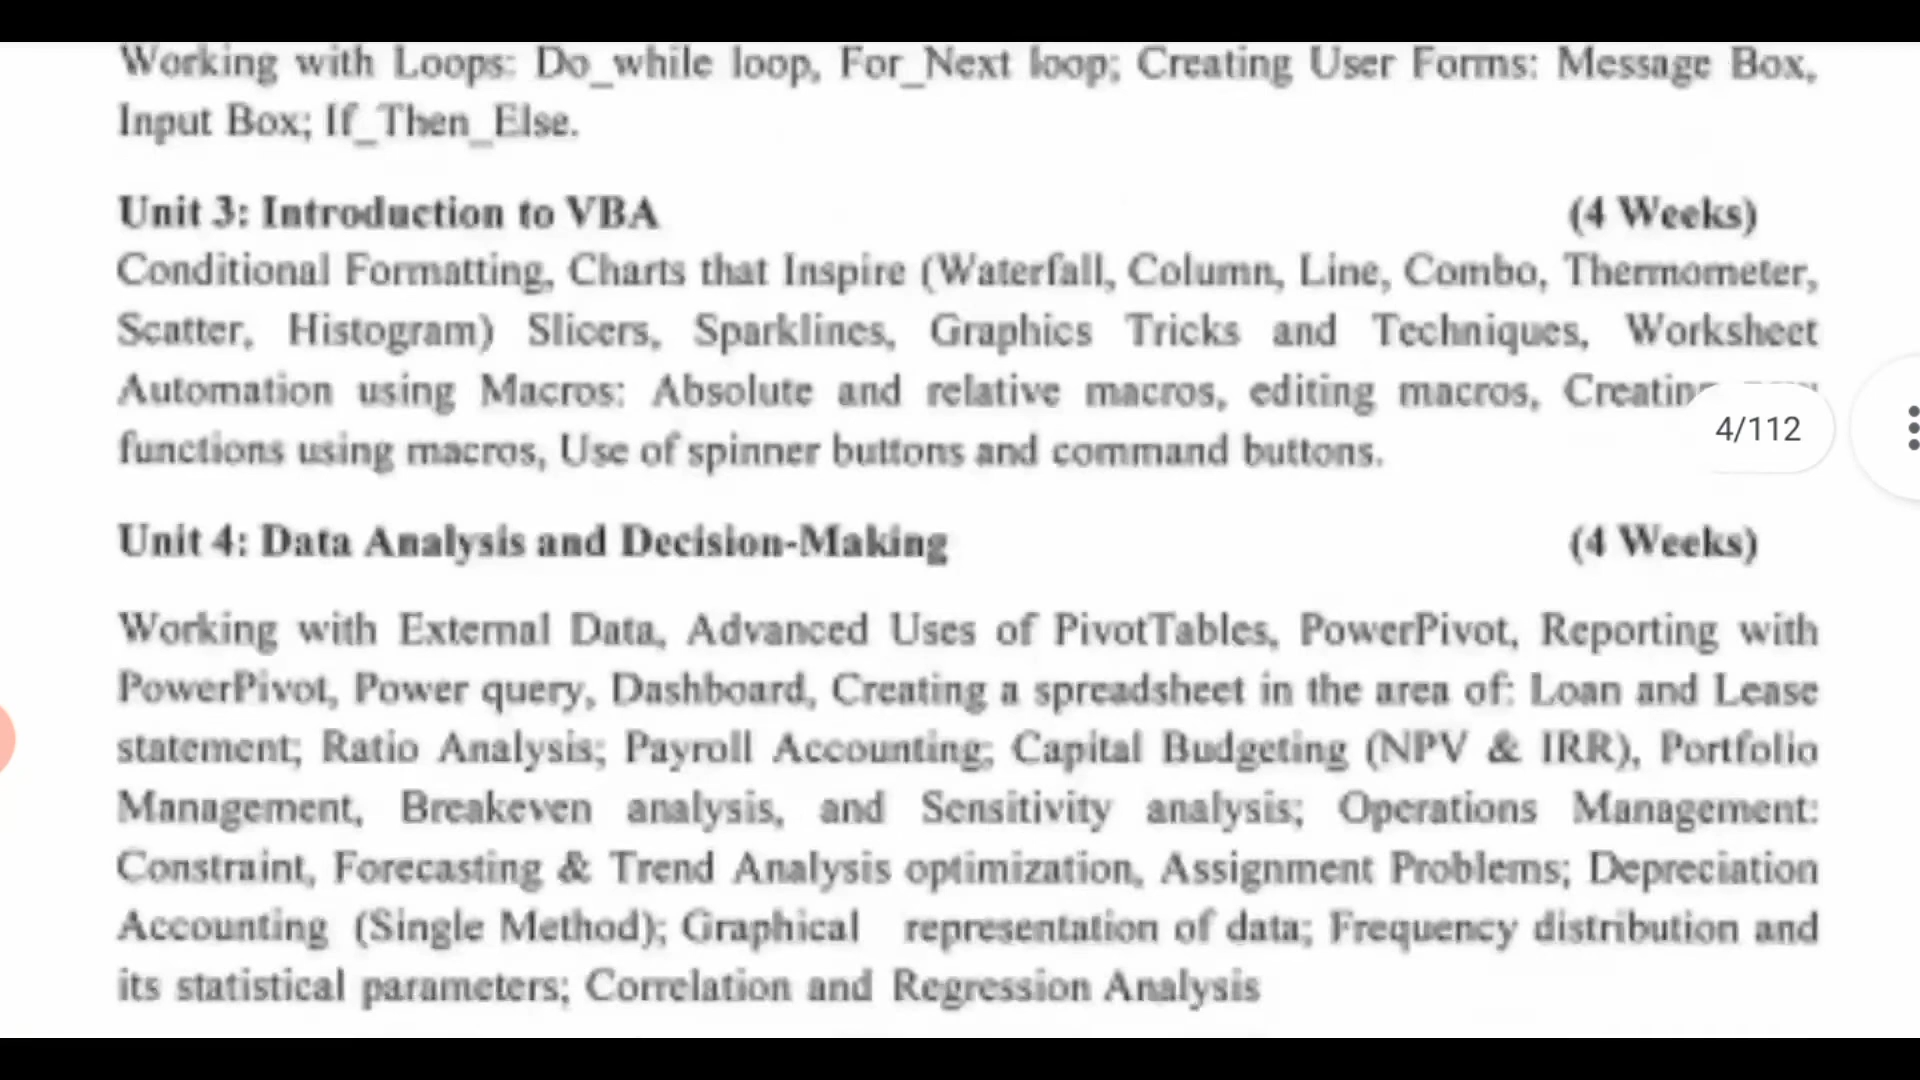 Working with Loops: Do_while loop, For_Next loop; Creating User Forms: Message Box,
Input Box; If_Then_Else.
Unit 3: Introduction to VBA (4 Weeks)
Conditional Formatting, Charts that Inspire (Waterfall, Column, Line, Combo, Thermometer,
Scatter, Histogram) Slicers, Sparklines, Graphics Tricks and Techniques, Worksheet
Automation using Macros: Absolute and relative macros, editing macros, Creating
functions using macros, Use of spinner buttons and command buttons.
4/112
Unit 4: Data Analysis and Decision-Making (4 Weeks)
Working with External Data, Advanced Uses of PivotTables, PowerPivot, Reporting with
PowerPivot, Power query, Dashboard, Creating a spreadsheet in the area of: Loan and Lease
statement; Ratio Analysis; Payroll Accounting; Capital Budgeting (NPV & IRR), Portfolio
Management, Breakeven analysis, and Sensitivity analysis; Operations Management:
Constraint, Forecasting & Trend Analysis optimization, Assignment Problems; Depreciation
Accounting (Single Method); Graphical representation of data; Frequency distribution and
its statistical parameters; Correlation and Regression Analysis